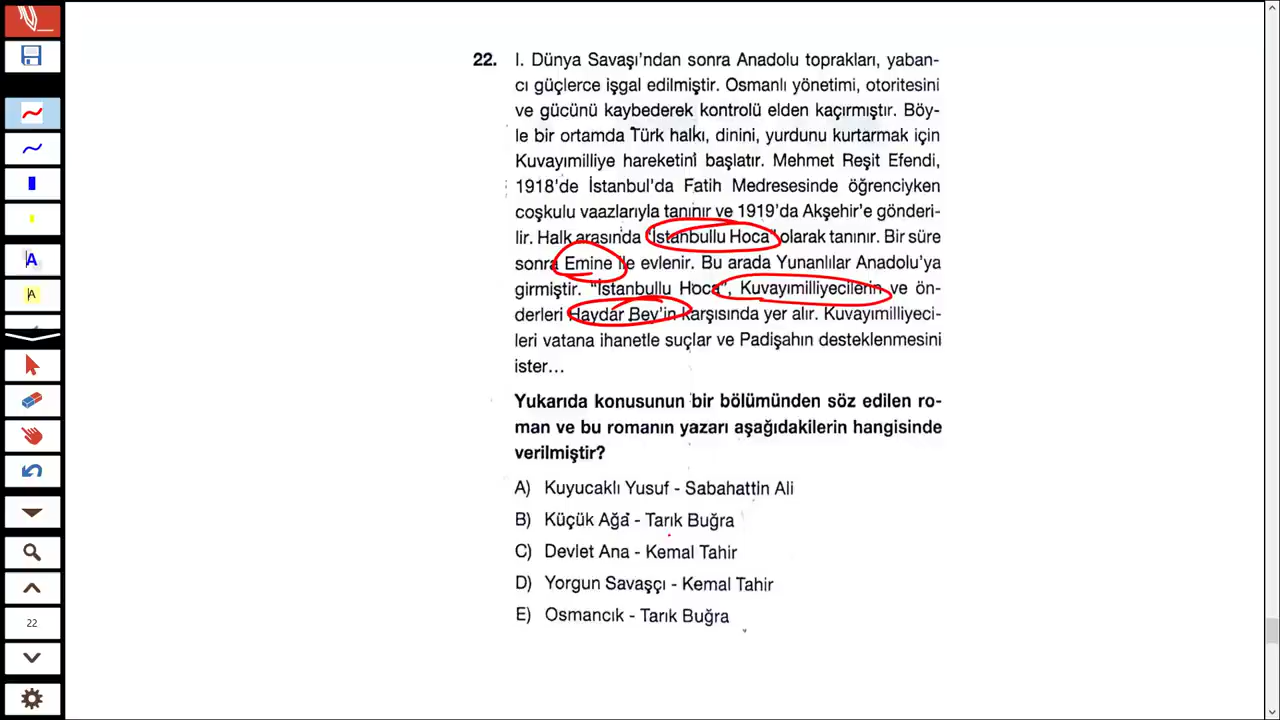 22. I. Dünya Savaşı'ndan sonra Anadolu toprakları, yaban-
cı güçlerce işgal edilmiştir. Osmanlı yönetimi, otoritesini
ve gücünü kaybederek kontrolü elden kaçırmıştır. Böy-
le bir ortamda Türk halkı, dinini, yurdunu kurtarmak için
Kuvayımilliye hareketini başlatır. Mehmet Reşit Efendi,
1918'de İstanbul'da Fatih Medresesinde öğrenciyken
coşkulu vaazlarıyla tanınır ve 1919'da Akşehir'e gönderi-
lir. Halk arasında "İstanbullu Hoca" olarak tanınır. Bir süre
sonra Emine ile evlenir. Bu arada Yunanlılar Anadolu'ya
girmiştir. "İstanbullu Hoca", Kuvayımilliyecilerin ve ön-
derleri Haydar Bey'in karşısında yer alır. Kuvayımilliyeci-
leri vatana ihanetle suçlar ve Padişahın desteklenmesini
ister...
Yukarıda konusunun bir bölümünden söz edilen ro-
man ve bu romanın yazarı aşağıdakilerin hangisinde
verilmiştir?
A) Kuyucaklı Yusuf - Sabahattin Ali
B) Küçük Ağa - Tarık Buğra
C) Devlet Ana - Kemal Tahir
D) Yorgun Savaşçı - Kemal Tahir
E) Osmancık - Tarık Buğra
A
A
22